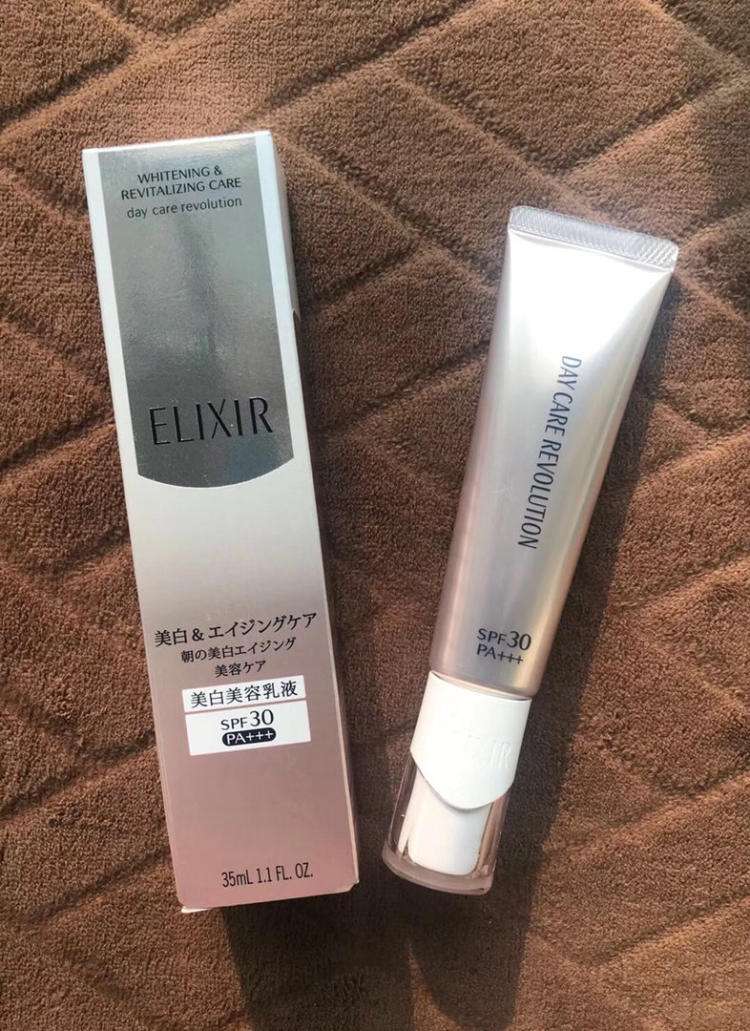 WHITENING &
REVITALIZING CARE
day care revolution
ELIXIR
美白&エイジングケア
朝の美白エイジング
美容ケア
美白美容乳液
SPF30
PA+++
35mL 1.1 FL. OZ.
DAY CARE REVOLUTION
SPF30
PA+++
ELIXIR